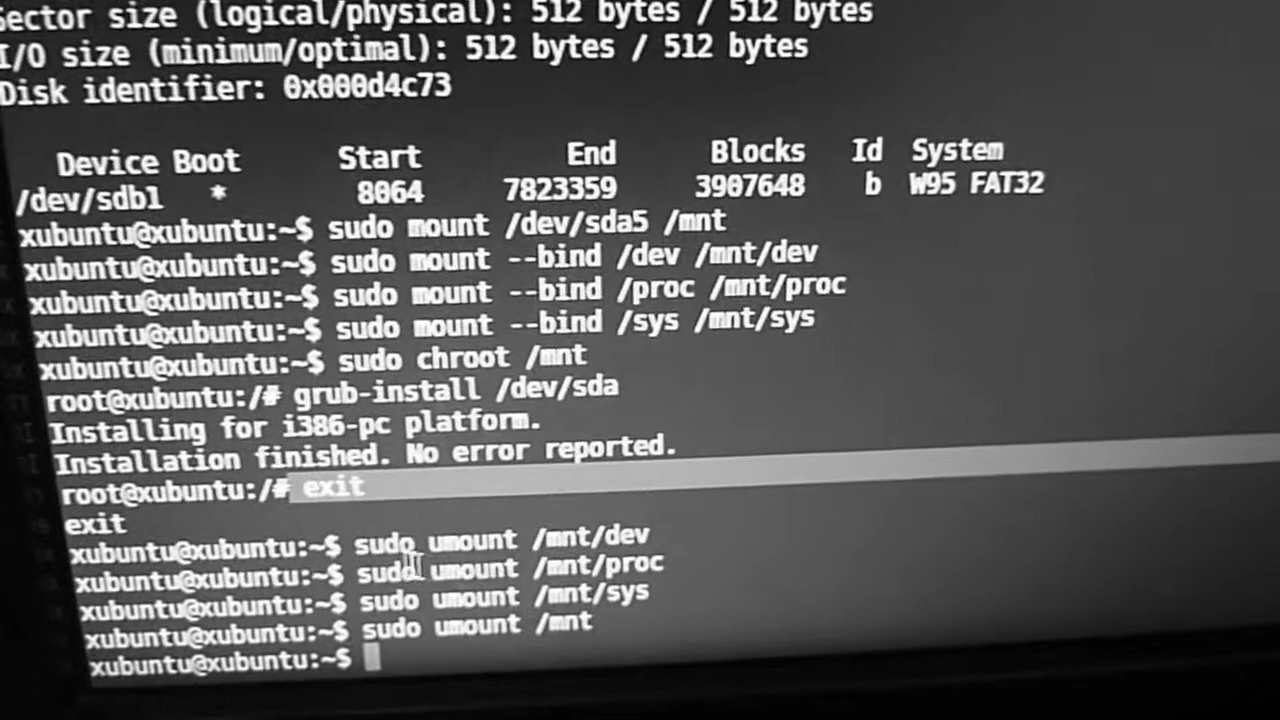 Sector size (logical/physical): 512 bytes / 512 bytes
I/O size (minimum/optimal): 512 bytes / 512 bytes
Disk identifier: 0x000d4c73
Device Boot Start End Blocks Id System
/dev/sdb1 * 8064 7823359 3907648 b W95 FAT32
xubuntu@xubuntu:~$ sudo mount /dev/sda5 /mnt
xubuntu@xubuntu:~$ sudo mount --bind /dev /mnt/dev
xubuntu@xubuntu:~$ sudo mount --bind /proc /mnt/proc
xubuntu@xubuntu:~$ sudo mount --bind /sys /mnt/sys
xubuntu@xubuntu:~$ sudo chroot /mnt
root@xubuntu:/# grub-install /dev/sda
Installing for i386-pc platform.
Installation finished. No error reported.
root@xubuntu:/# exit
exit
xubuntu@xubuntu:~$ sudo umount /mnt/dev
xubuntu@xubuntu:~$ sudo umount /mnt/proc
xubuntu@xubuntu:~$ sudo umount /mnt/sys
xubuntu@xubuntu:~$ sudo umount /mnt
xubuntu@xubuntu:~$